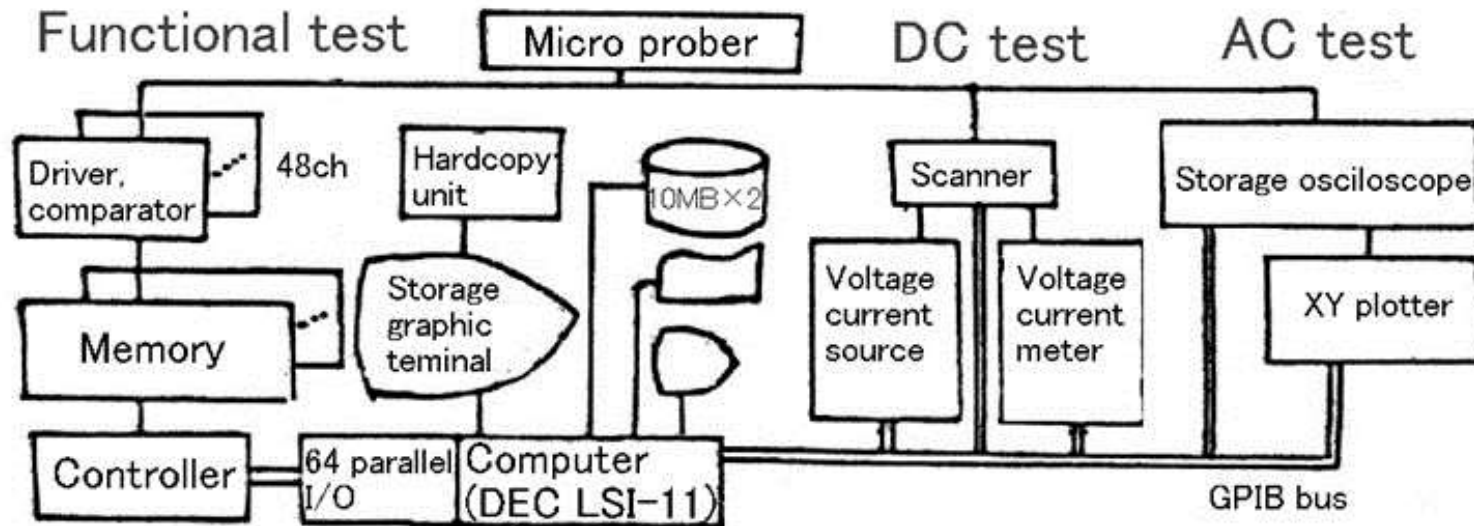 Functional test
Micro prober
DC test
AC test
Driver,
comparator
48ch
Hardcopy
unit
10MB×2
Scanner
Storage osciloscope
Memory
Storage
graphic
teminal
Voltage
current
source
Voltage
current
meter
XY plotter
Controller
64 parallel
I/O
Computer
(DEC LSI-11)
GPIB bus